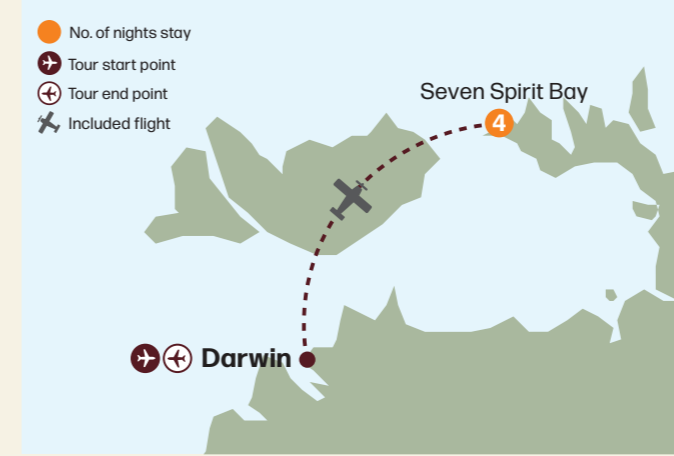 No. of nights stay
Tour start point
Tour end point
Included flight
Seven Spirit Bay
4
Darwin